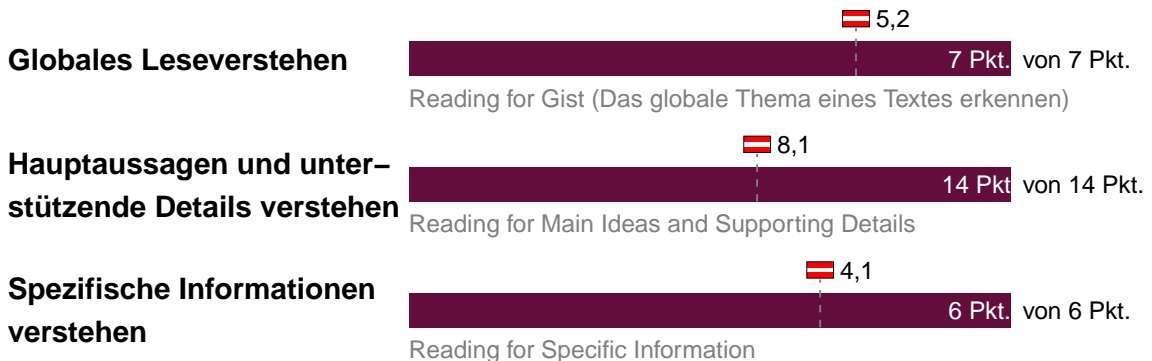 5,2
Globales Leseverstehen
7 Pkt. von 7 Pkt.
Reading for Gist (Das globale Thema eines Textes erkennen)
8,1
Hauptaussagen und unter−
stützende Details verstehen
14 Pkt von 14 Pkt.
Reading for Main Ideas and Supporting Details
4,1
Spezifische Informationen
verstehen
6 Pkt. von 6 Pkt.
Reading for Specific Information